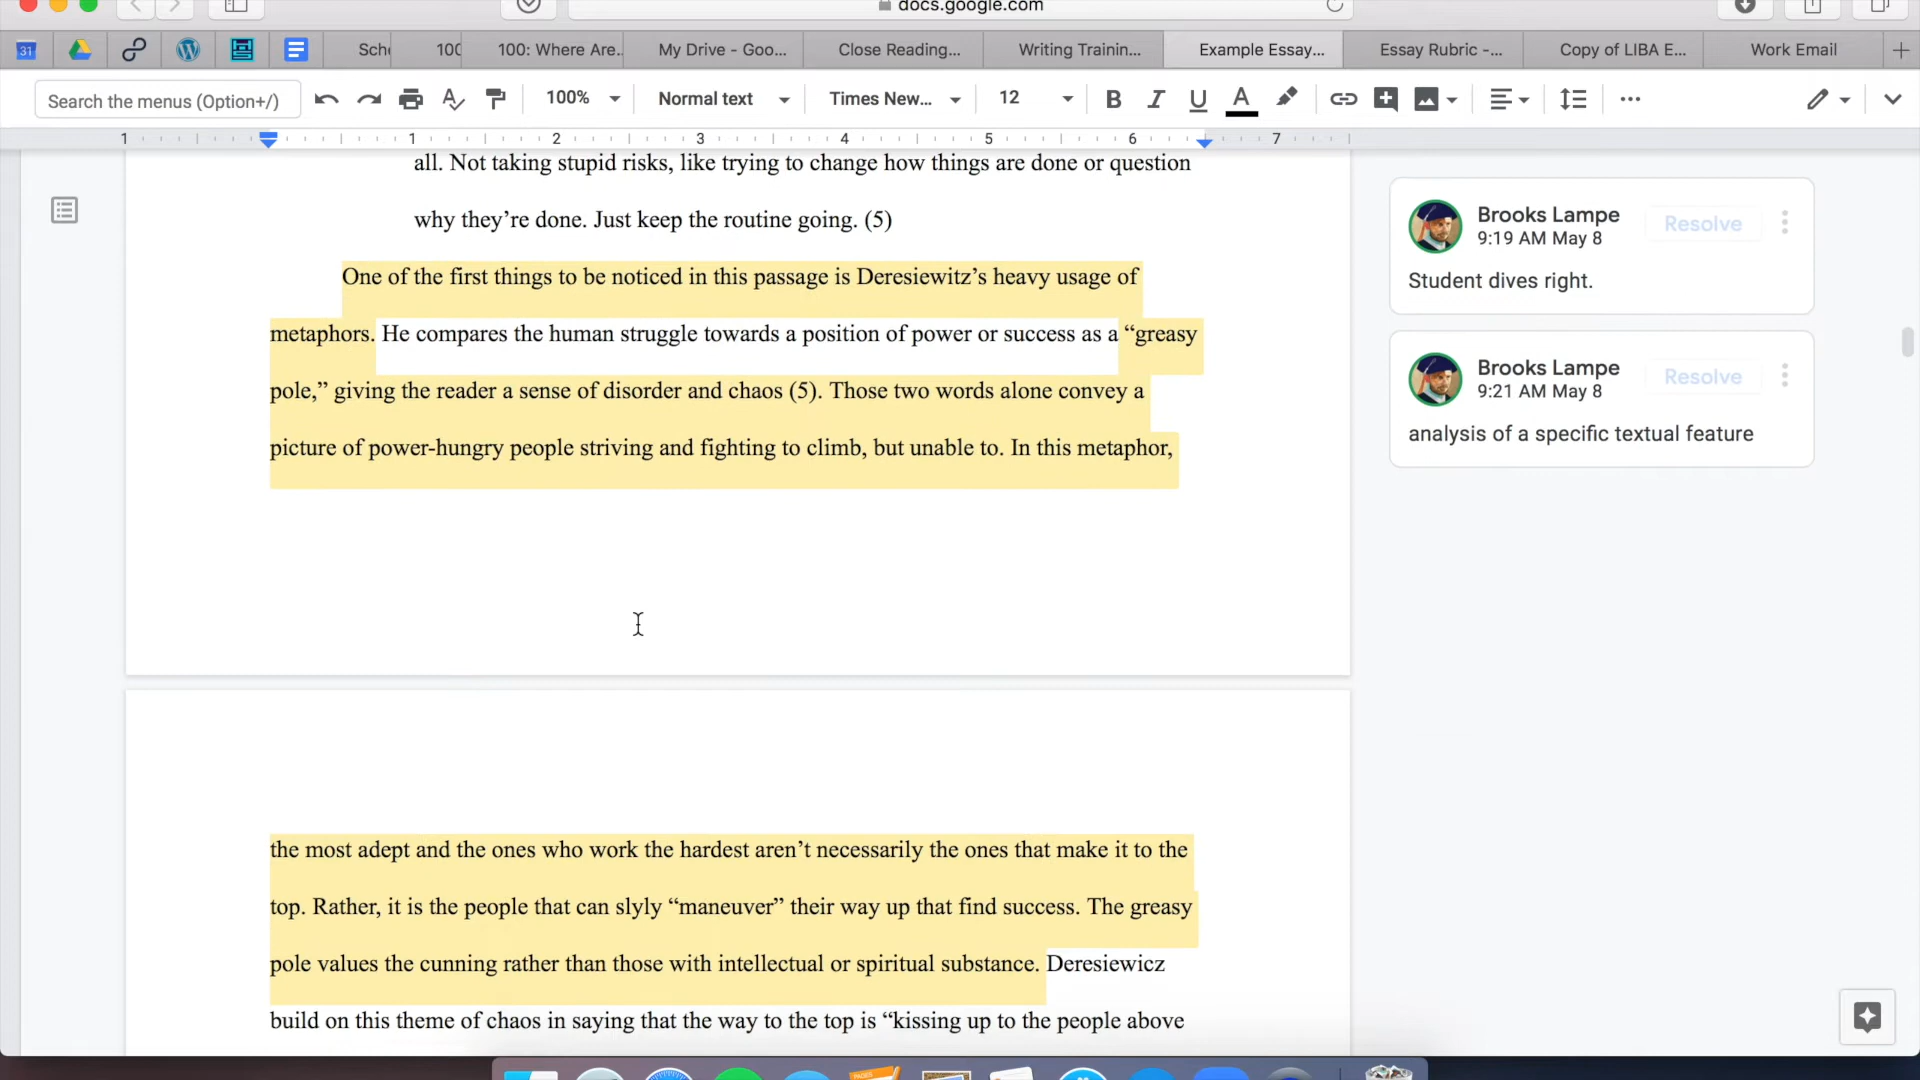 docs.google.com
31
Sch
100
100: Where Are..
My Drive - Goo...
Close Reading...
Writing Trainin...
Example Essay...
Essay Rubric -...
Copy of LIBA E...
Work Email
Search the menus (Option+/)
100%
Normal text
Times New...
12
B I U A
1 1 2 3 4 5 6 7
all. Not taking stupid risks, like trying to change how things are done or question
why they’re done. Just keep the routine going. (5)
One of the first things to be noticed in this passage is Deresiewitz’s heavy usage of
metaphors. He compares the human struggle towards a position of power or success as a “greasy
pole,” giving the reader a sense of disorder and chaos (5). Those two words alone convey a
picture of power-hungry people striving and fighting to climb, but unable to. In this metaphor,
the most adept and the ones who work the hardest aren’t necessarily the ones that make it to the
top. Rather, it is the people that can slyly “maneuver” their way up that find success. The greasy
pole values the cunning rather than those with intellectual or spiritual substance. Deresiewicz
build on this theme of chaos in saying that the way to the top is “kissing up to the people above
Brooks Lampe
Resolve
9:19 AM May 8
Student dives right.
Brooks Lampe
Resolve
9:21 AM May 8
analysis of a specific textual feature
PAGES